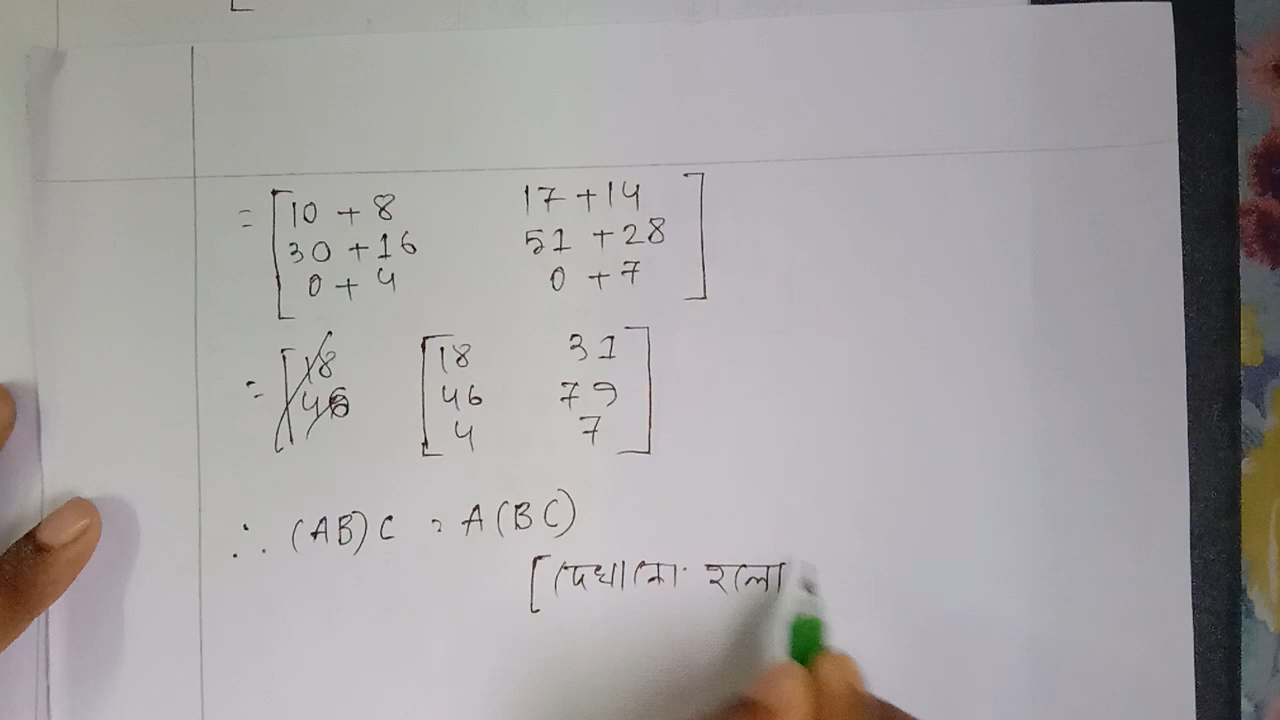 = [ 10 + 8 17 + 14 ]
30 + 16 51 + 28
0 + 4 0 + 7
= [ 18 31 ]
46 79
4 7
∴ (AB)C = A(BC)
[দেখানো হলো